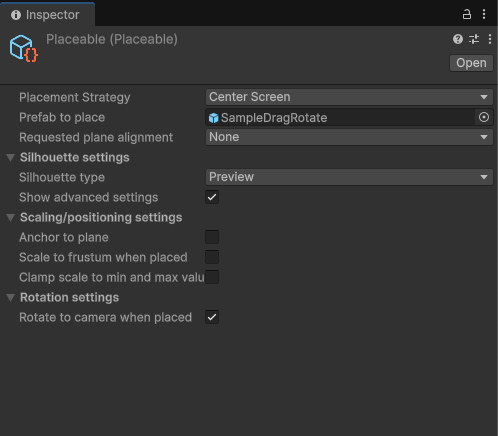 Inspector
Placeable (Placeable)
Open
Placement Strategy Center Screen
Prefab to place SampleDragRotate
Requested plane alignment None
Silhouette settings
Silhouette type Preview
Show advanced settings
Scaling/positioning settings
Anchor to plane
Scale to frustum when placed
Clamp scale to min and max valu
Rotation settings
Rotate to camera when placed